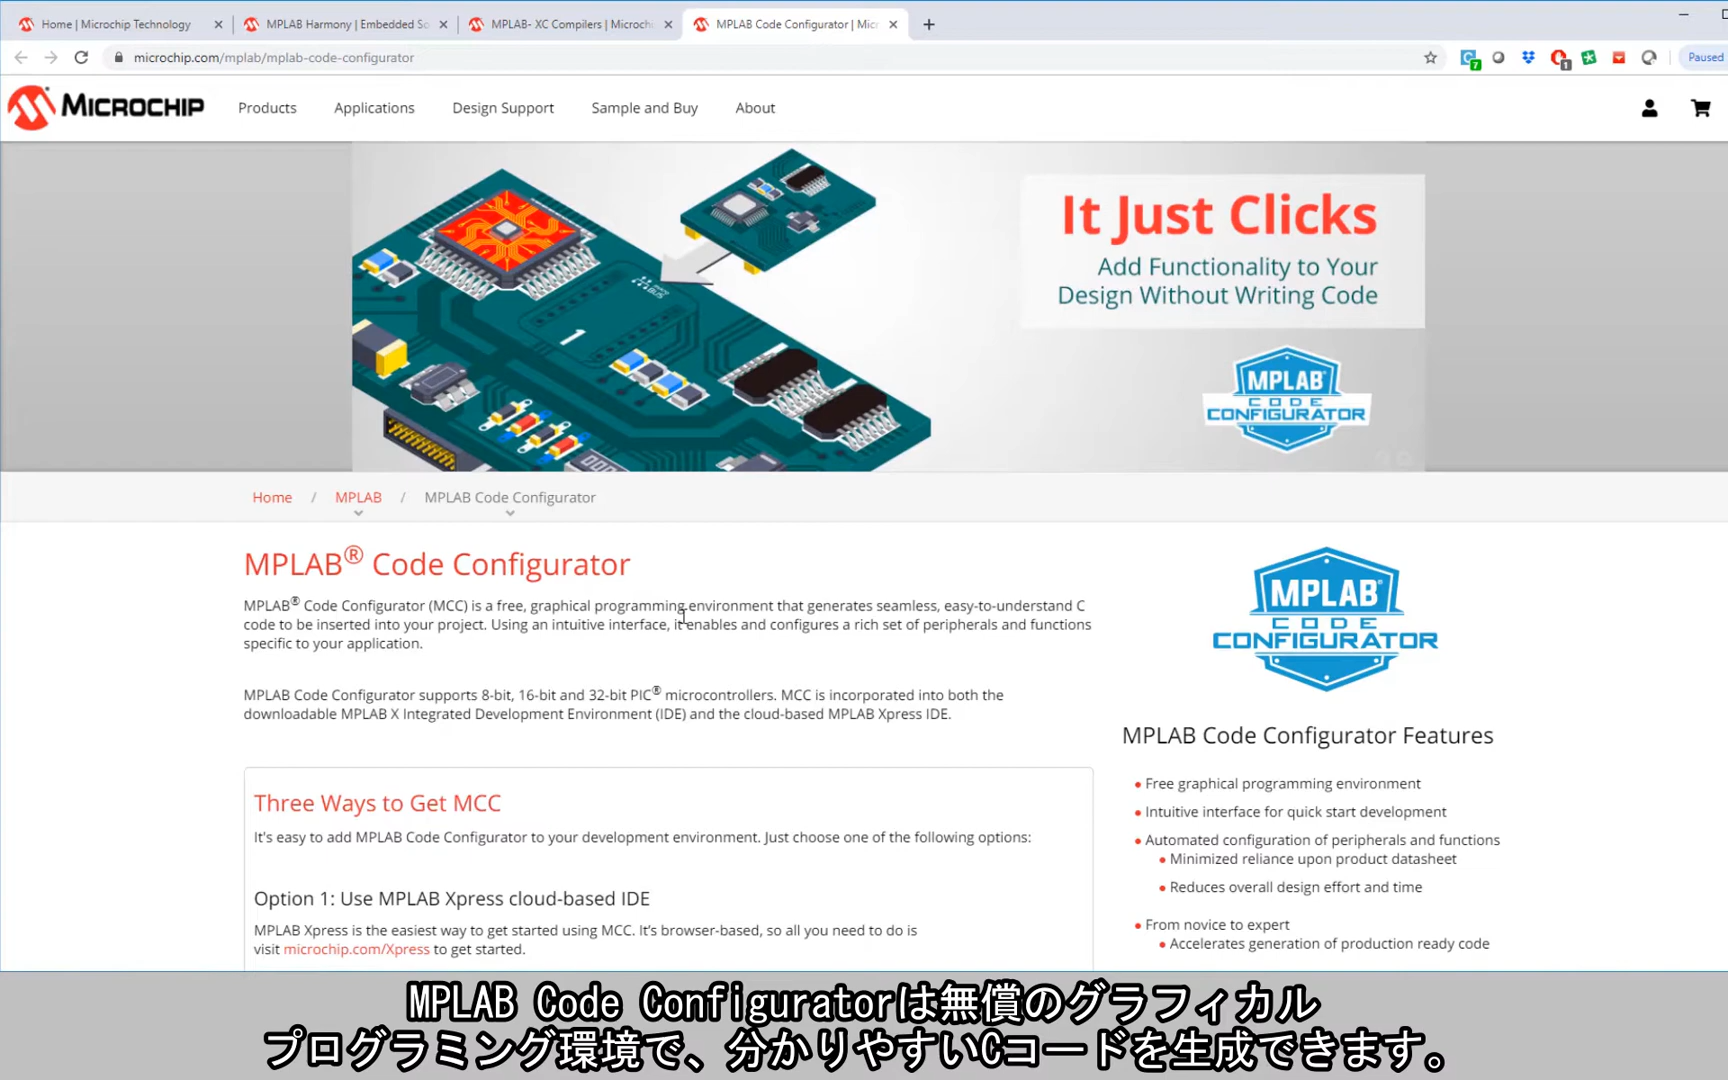 Home | Microchip Technology
MPLAB Harmony | Embedded So
MPLAB- XC Compilers | Microchi
MPLAB Code Configurator | Micr
microchip.com/mplab/mplab-code-configurator
7
1
Paused
MICROCHIP
Products
Applications
Design Support
Sample and Buy
About
It Just Clicks
Add Functionality to Your
Design Without Writing Code
1
MPLAB®
CODE
CONFIGURATOR
Home / MPLAB / MPLAB Code Configurator
MPLAB® Code Configurator
MPLAB® Code Configurator (MCC) is a free, graphical programming environment that generates seamless, easy-to-understand C
code to be inserted into your project. Using an intuitive interface, it enables and configures a rich set of peripherals and functions
specific to your application.
MPLAB Code Configurator supports 8-bit, 16-bit and 32-bit PIC® microcontrollers. MCC is incorporated into both the
downloadable MPLAB X Integrated Development Environment (IDE) and the cloud-based MPLAB Xpress IDE.
Three Ways to Get MCC
It's easy to add MPLAB Code Configurator to your development environment. Just choose one of the following options:
Option 1: Use MPLAB Xpress cloud-based IDE
MPLAB Xpress is the easiest way to get started using MCC. It's browser-based, so all you need to do is
visit microchip.com/Xpress to get started.
MPLAB®
CODE
CONFIGURATOR
MPLAB Code Configurator Features
Free graphical programming environment
Intuitive interface for quick start development
Automated configuration of peripherals and functions
Minimized reliance upon product datasheet
Reduces overall design effort and time
From novice to expert
Accelerates generation of production ready code
MPLAB Code Configuratorは無償のグラフィカル
プログラミング環境で、分かりやすいCコードを生成できます。